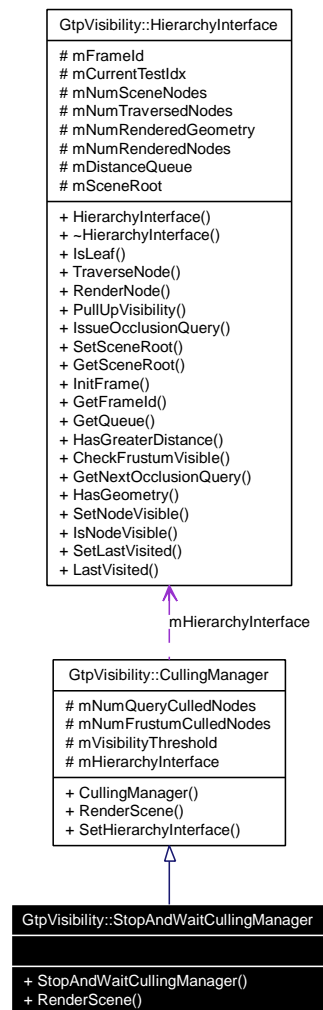 GtpVisibility::HierarchyInterface
# mFrameId
# mCurrentTestIdx
# mNumSceneNodes
# mNumTraversedNodes
# mNumRenderedGeometry
# mNumRenderedNodes
# mDistanceQueue
# mSceneRoot
+ HierarchyInterface()
+ ~HierarchyInterface()
+ IsLeaf()
+ TraverseNode()
+ RenderNode()
+ PullUpVisibility()
+ IssueOcclusionQuery()
+ SetSceneRoot()
+ GetSceneRoot()
+ InitFrame()
+ GetFrameId()
+ GetQueue()
+ HasGreaterDistance()
+ CheckFrustumVisible()
+ GetNextOcclusionQuery()
+ HasGeometry()
+ SetNodeVisible()
+ IsNodeVisible()
+ SetLastVisited()
+ LastVisited()
mHierarchyInterface
GtpVisibility::CullingManager
# mNumQueryCulledNodes
# mNumFrustumCulledNodes
# mVisibilityThreshold
# mHierarchyInterface
+ CullingManager()
+ RenderScene()
+ SetHierarchyInterface()
GtpVisibility::StopAndWaitCullingManager
+ StopAndWaitCullingManager()
+ RenderScene()